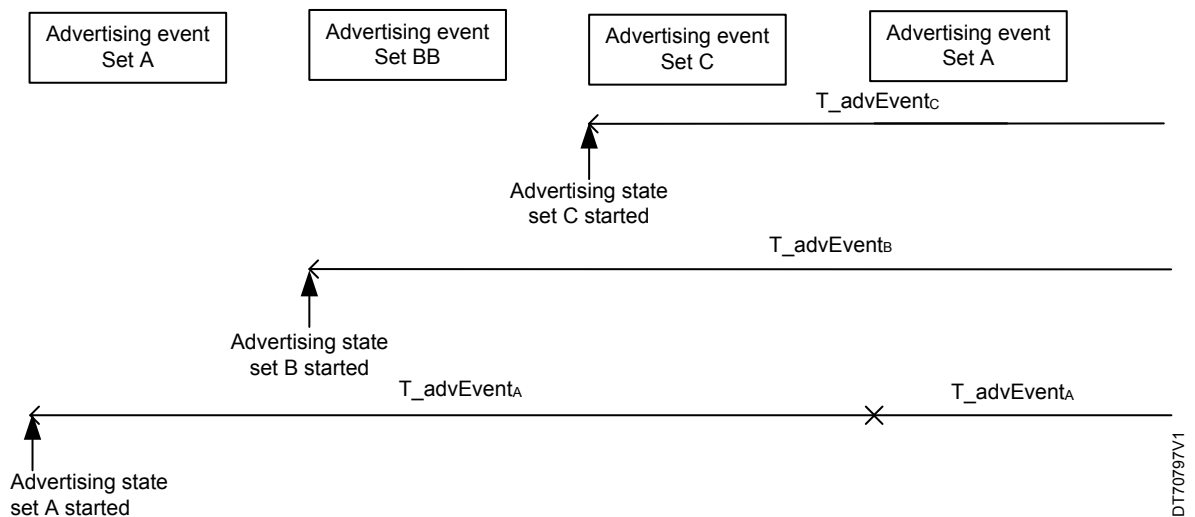 Advertising event
Set A
Advertising event
Set BB
Advertising event
Set C
Advertising event
Set A
T_advEventC
Advertising state
set C started
T_advEventB
Advertising state
set B started
T_advEventA
T_advEventA
Advertising state
set A started
DT70797V1